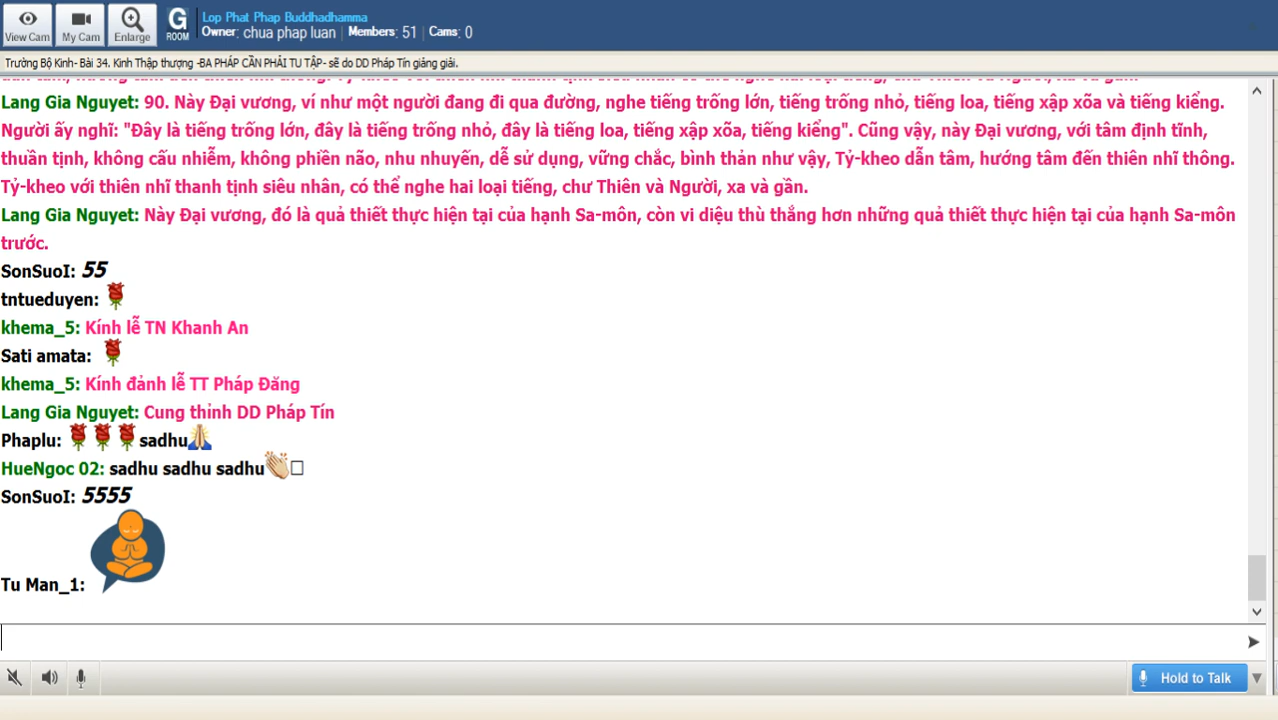 View Cam
My Cam
Enlarge
G
ROOM
Lop Phat Phap Buddhadhamma
Owner: chua phap luan | Members: 51 | Cams: 0
Trường Bộ Kinh- Bài 34. Kinh Thập thượng -BA PHÁP CẦN PHẢI TU TẬP- sẽ do DD Pháp Tín giảng giải.
Lang Gia Nguyet: 90. Này Đại vương, ví như một người đang đi qua đường, nghe tiếng trống lớn, tiếng trống nhỏ, tiếng loa, tiếng xập xõa và tiếng kiểng.
Người ấy nghĩ: "Đây là tiếng trống lớn, đây là tiếng trống nhỏ, đây là tiếng loa, tiếng xập xõa, tiếng kiểng". Cũng vậy, này Đại vương, với tâm định tĩnh,
thuần tịnh, không cấu nhiễm, không phiền não, nhu nhuyến, dễ sử dụng, vững chắc, bình thản như vậy, Tỷ-kheo dẫn tâm, hướng tâm đến thiên nhĩ thông.
Tỷ-kheo với thiên nhĩ thanh tịnh siêu nhân, có thể nghe hai loại tiếng, chư Thiên và Người, xa và gần.
Lang Gia Nguyet: Này Đại vương, đó là quả thiết thực hiện tại của hạnh Sa-môn, còn vi diệu thù thắng hơn những quả thiết thực hiện tại của hạnh Sa-môn
trước.
SonSuoI: 55
tntueduyen:
khema_5: Kính lễ TN Khanh An
Sati amata:
khema_5: Kính đảnh lễ TT Pháp Đăng
Lang Gia Nguyet: Cung thỉnh DD Pháp Tín
Phaplu: sadhu
HueNgoc 02: sadhu sadhu sadhu
SonSuoI: 5555
Tu Man_1:
Hold to Talk